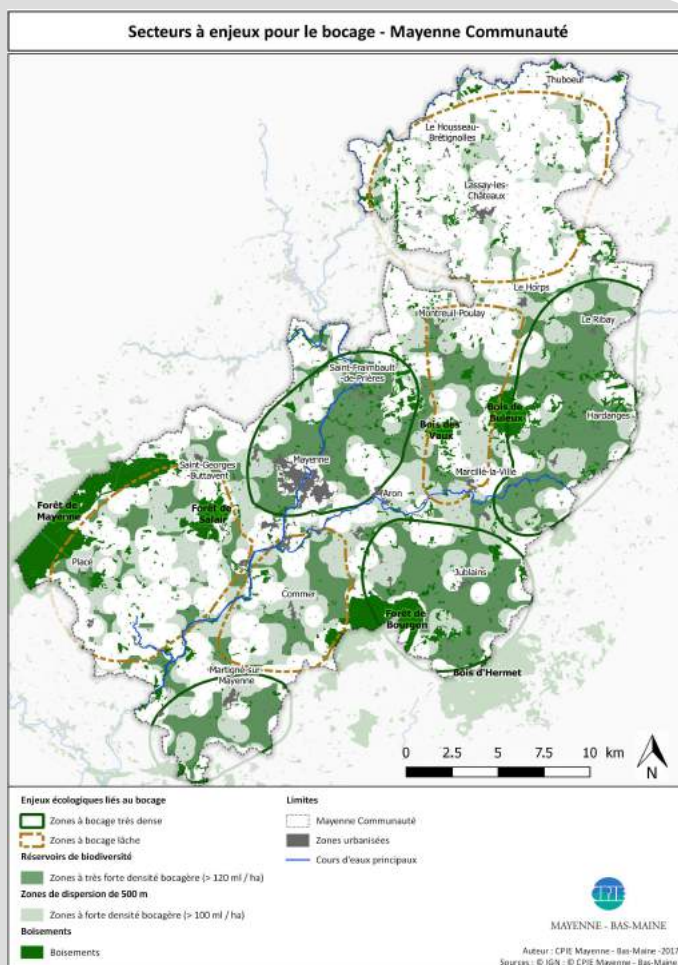 Secteurs à enjeux pour le bocage - Mayenne Communauté
Thuboeuf
Le Housseau-
Brétignolles
Lassay-les-
Châteaux
Le Horps
Montreuil-Poulay
Le Ribay
Saint-Fraimbault
-de-Prières
Bois de
Buleux
Bois des
Vaux
Hardanges
Mayenne
Saint-Georges
-Buttavent
Marcillé-la-Ville
Aron
Forêt de
Mayenne
Forêt de
Salair
Placé
Jublains
Commer
Forêt de
Bourgon
Bois d'Hermet
Martigné-sur-
Mayenne
0 2.5 5 7.5 10 km
N
Enjeux écologiques liés au bocage
Zones à bocage très dense
Zones à bocage lâche
Réservoirs de biodiversité
Zones à très forte densité bocagère (> 120 ml / ha)
Zones de dispersion de 500 m
Zones à forte densité bocagère (> 100 ml / ha)
Boisements
Boisements
Limites
Mayenne Communauté
Zones urbanisées
Cours d'eaux principaux
CPIE
MAYENNE - BAS-MAINE
Auteur : CPIE Mayenne - Bas-Maine -2017
Sources : © IGN ; © CPIE Mayenne - Bas-Maine